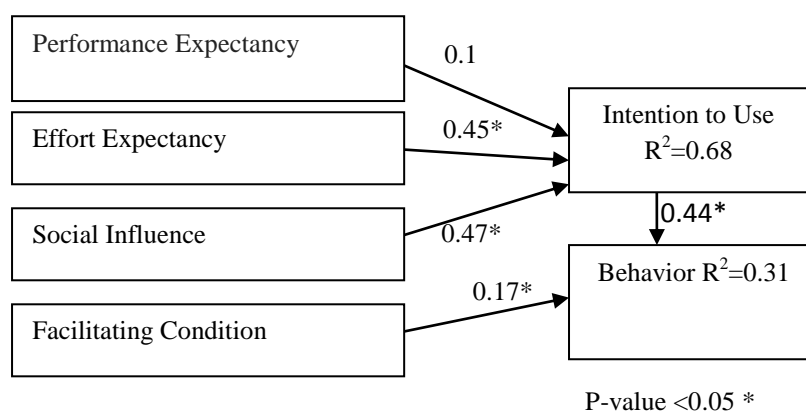 Performance Expectancy
0.1
Effort Expectancy
0.45*
Intention to Use
R²=0.68
Social Influence
0.47*
0.44*
Behavior R²=0.31
0.17*
Facilitating Condition
P-value <0.05 *